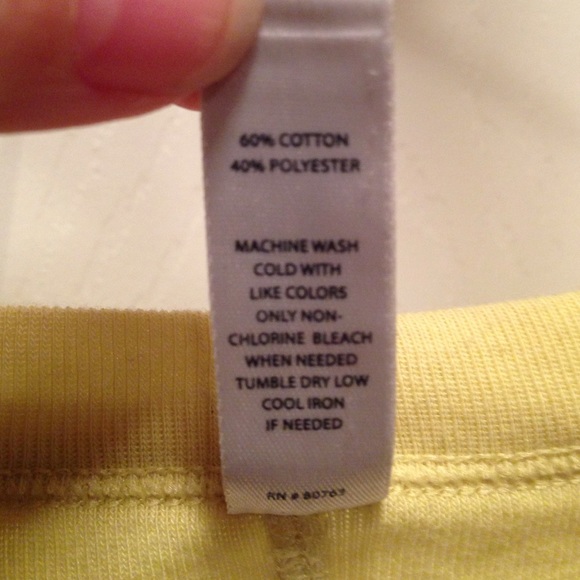 60% COTTON
40% POLYESTER
MACHINE WASH
COLD WITH
LIKE COLORS
ONLY NON-
CHLORINE BLEACH
WHEN NEEDED
TUMBLE DRY LOW
COOL IRON
IF NEEDED
RN # 80763